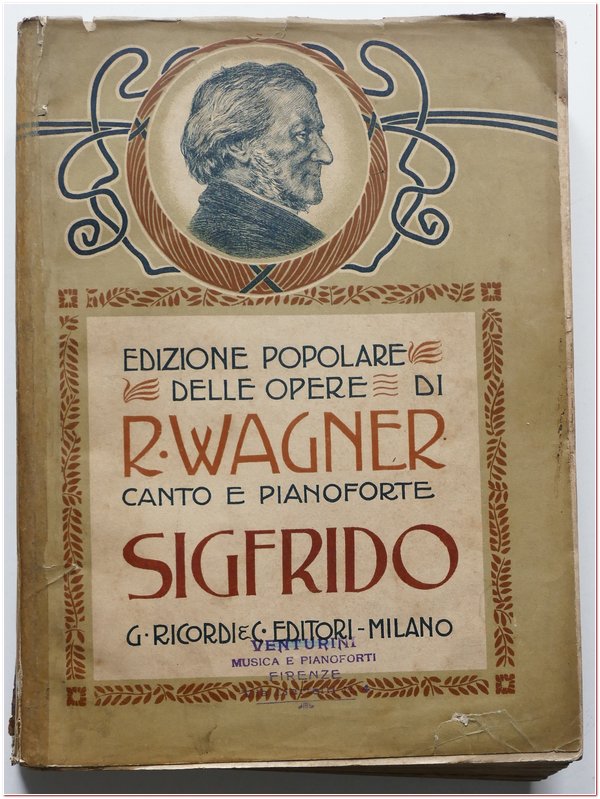 EDIZIONE POPOLARE
DELLE OPERE DI
R·WAGNER
CANTO E PIANOFORTE
SIGFRIDO
G·RICORDI & C·EDITORI-MILANO
VENTURINI
MUSICA E PIANOFORTI
FIRENZE